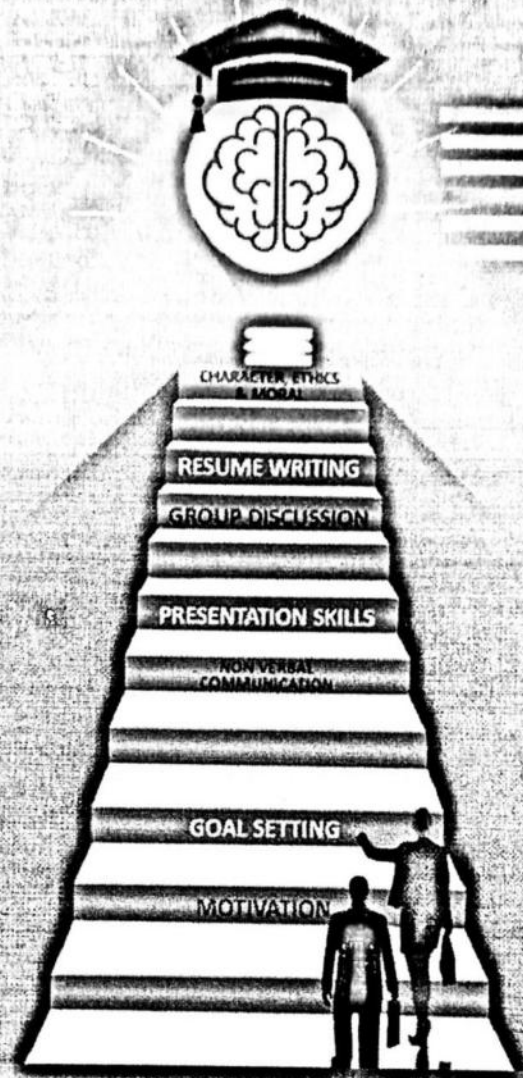 CHARACTER, ETHICS
& MORAL
RESUME WRITING
GROUP DISCUSSION
PRESENTATION SKILLS
NON VERBAL
COMMUNICATION
GOAL SETTING
MOTIVATION